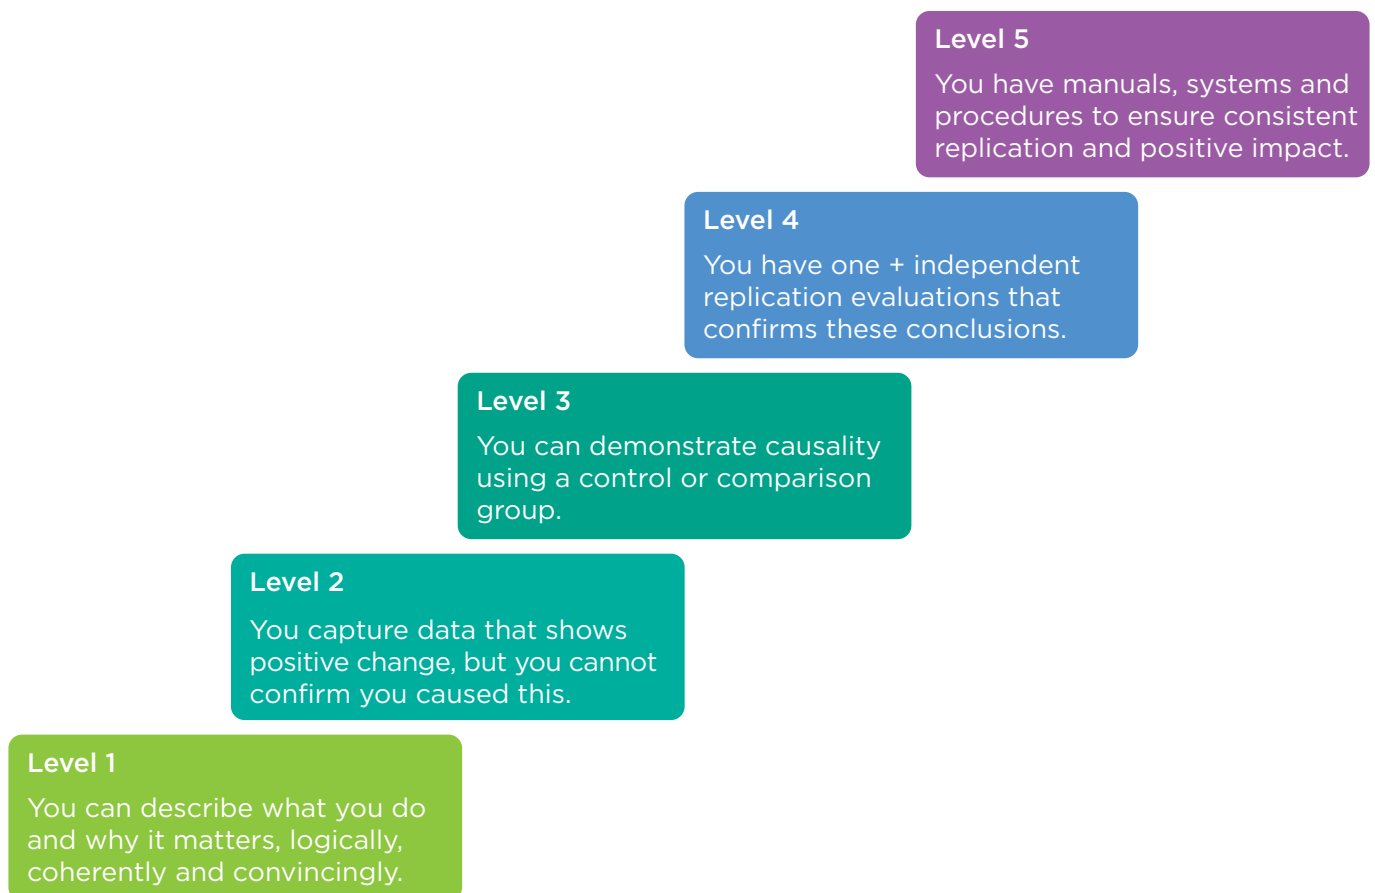 Level 5
You have manuals, systems and
procedures to ensure consistent
replication and positive impact.
Level 4
You have one + independent
replication evaluations that
confirms these conclusions.
Level 3
You can demonstrate causality
using a control or comparison
group.
Level 2
You capture data that shows
positive change, but you cannot
confirm you caused this.
Level 1
You can describe what you do
and why it matters, logically,
coherently and convincingly.